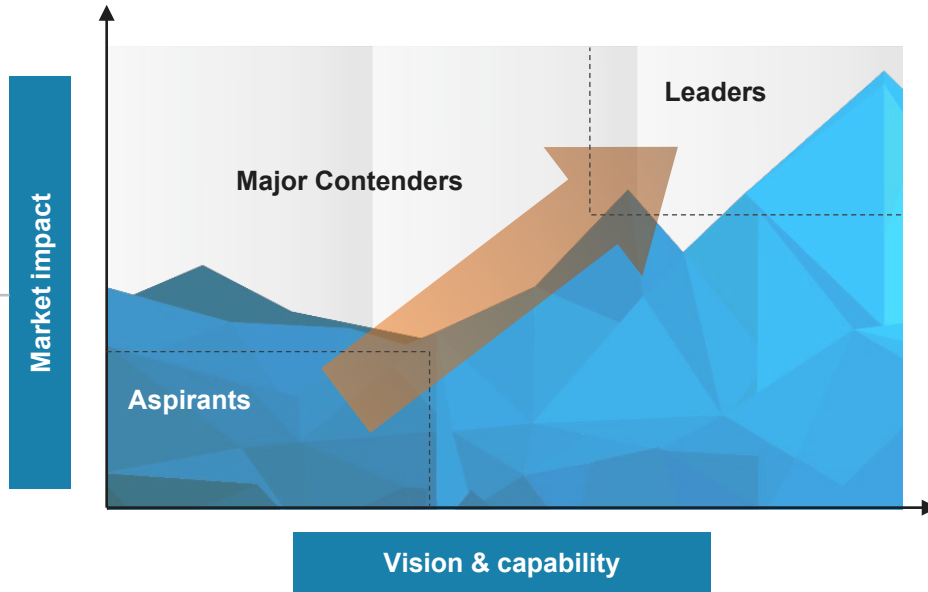 Leaders
Major Contenders
Market impact
Aspirants
Vision & capability